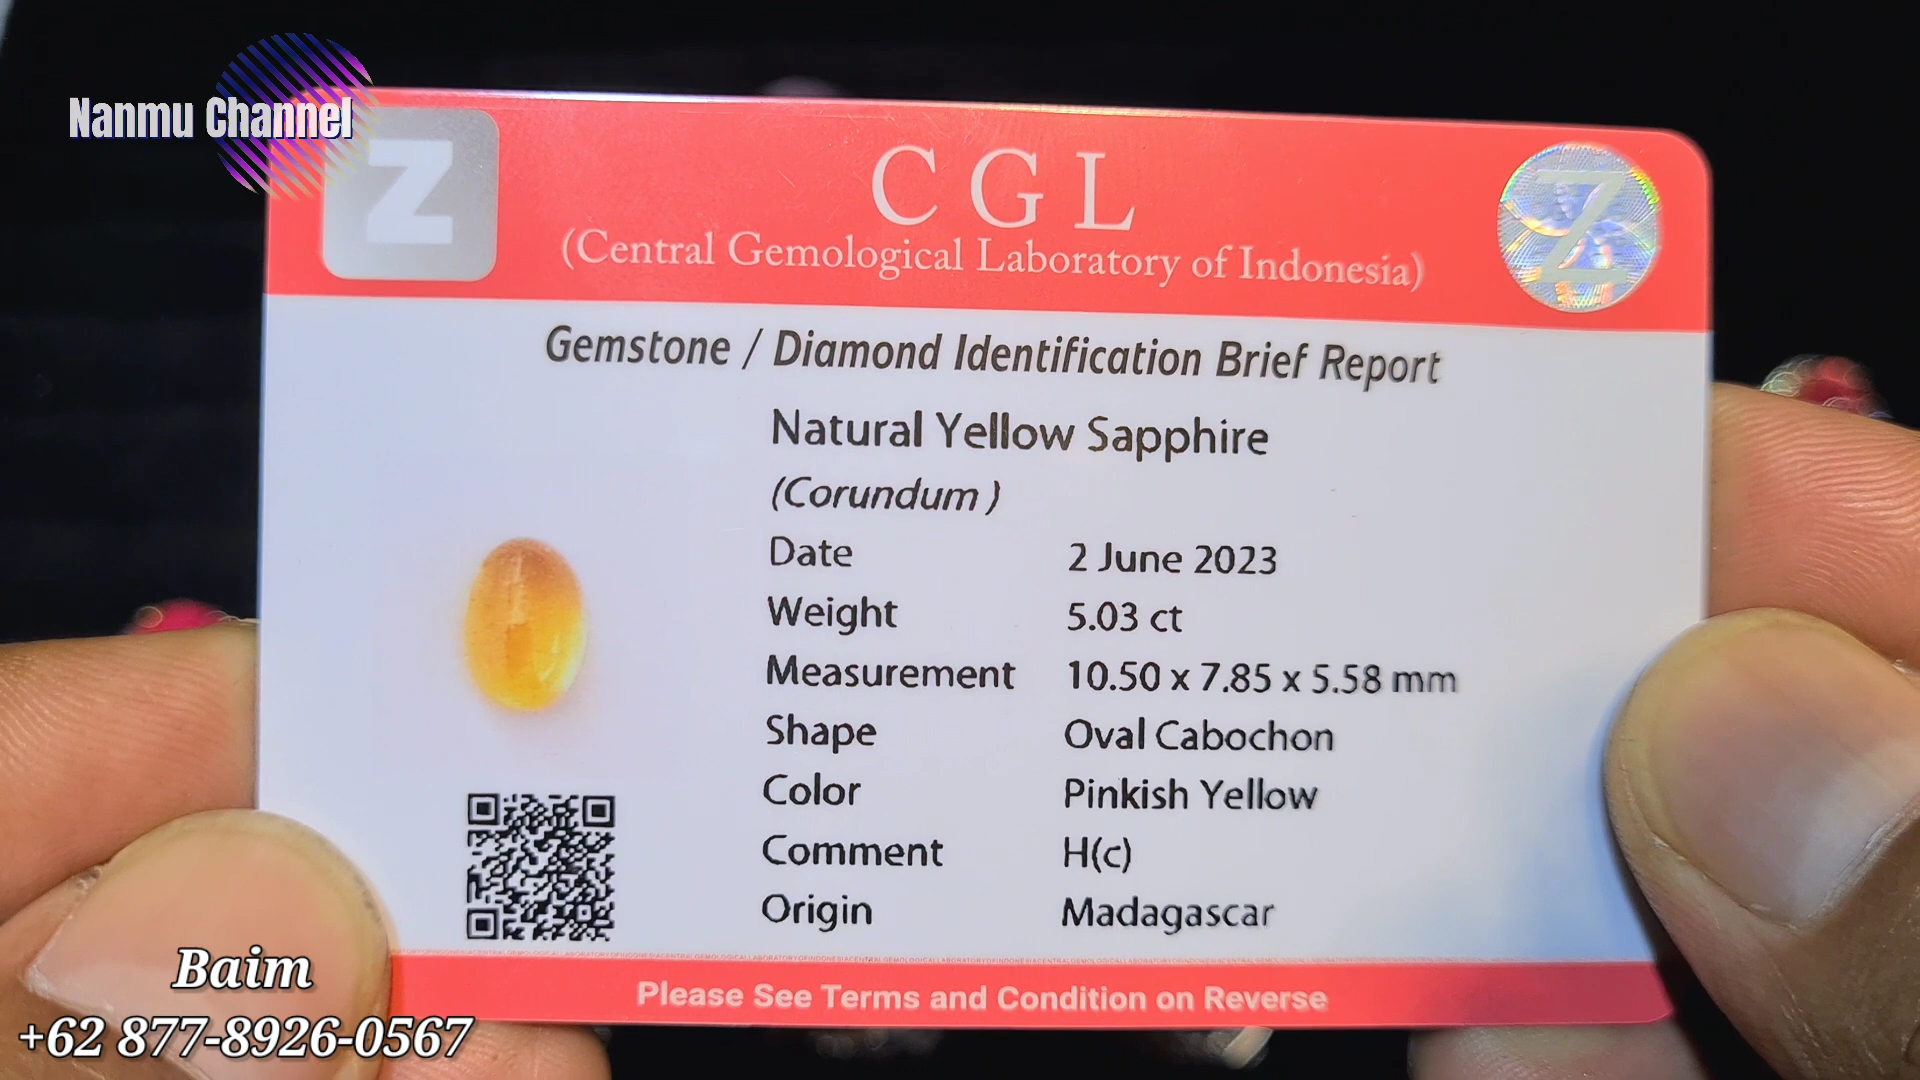 Nanmu Channel
Z
C G L
(Central Gemological Laboratory of Indonesia)
Z
Gemstone / Diamond Identification Brief Report
Natural Yellow Sapphire
(Corundum )
Date 2 June 2023
Weight 5.03 ct
Measurement 10.50 x 7.85 x 5.58 mm
Shape Oval Cabochon
Color Pinkish Yellow
Comment H(c)
Origin Madagascar
Please See Terms and Condition on Reverse
Baim
+62 877-8926-0567